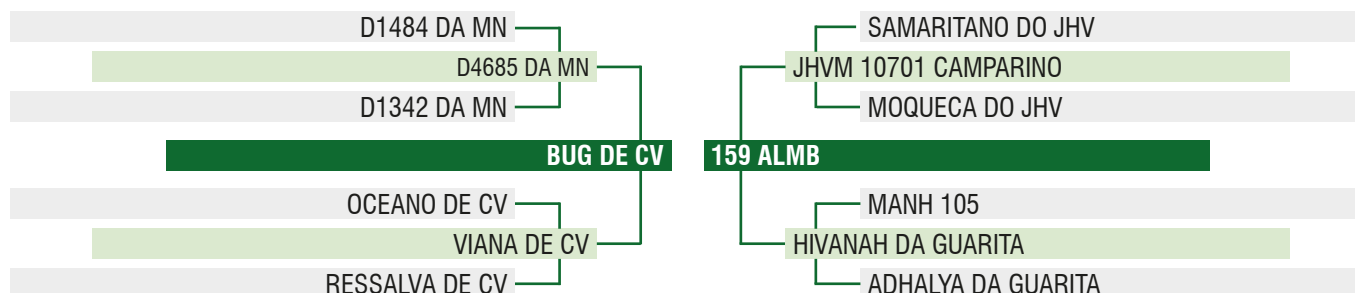 D1484 DA MN
D4685 DA MN
D1342 DA MN
BUG DE CV
OCEANO DE CV
VIANA DE CV
RESSALVA DE CV
SAMARITANO DO JHV
JHVM 10701 CAMPARINO
MOQUECA DO JHV
159 ALMB
MANH 105
HIVANAH DA GUARITA
ADHALYA DA GUARITA